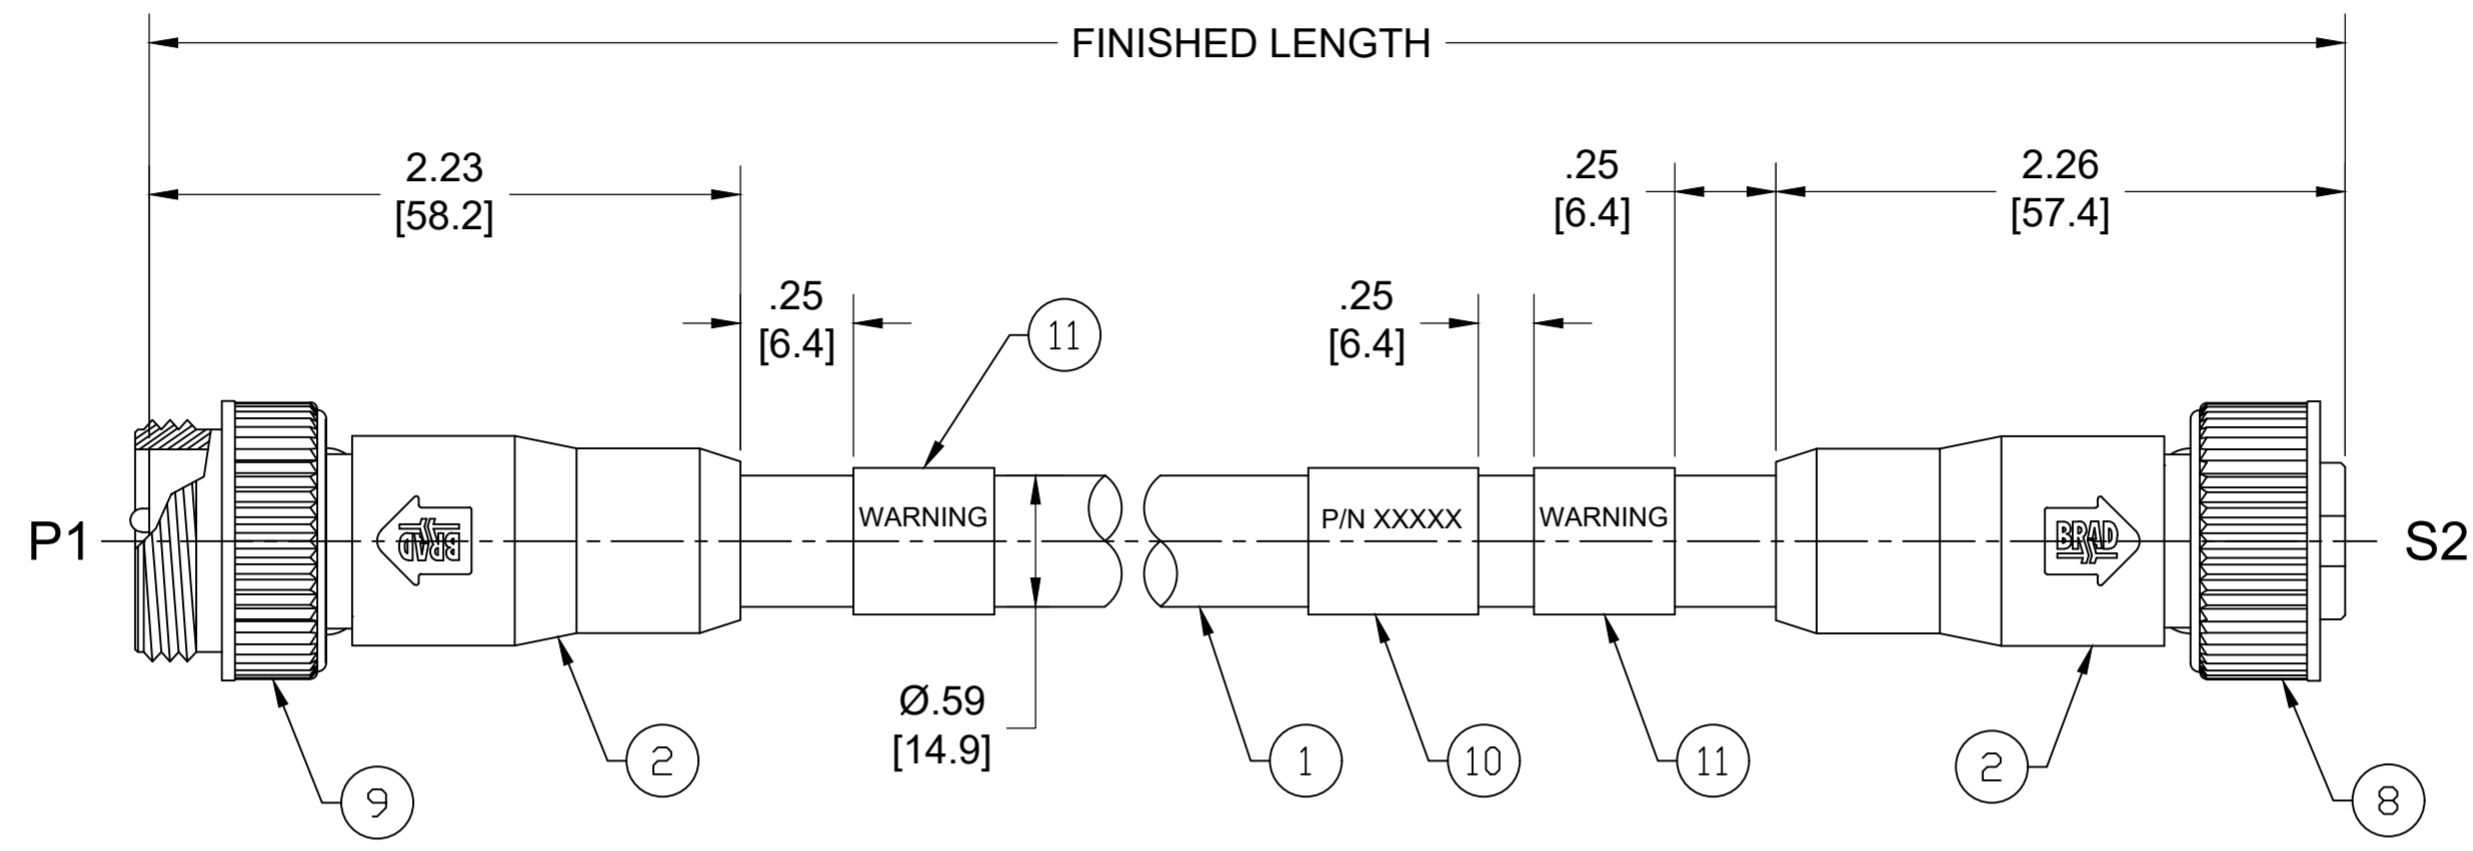 FINISHED LENGTH
2.23
[58.2]
.25
[6.4]
2.26
[57.4]
.25
[6.4]
11
.25
[6.4]
WARNING
P/N XXXXX
WARNING
P1
BRAD
BRAD
S2
Ø.59
[14.9]
9
2
1
10
11
2
8